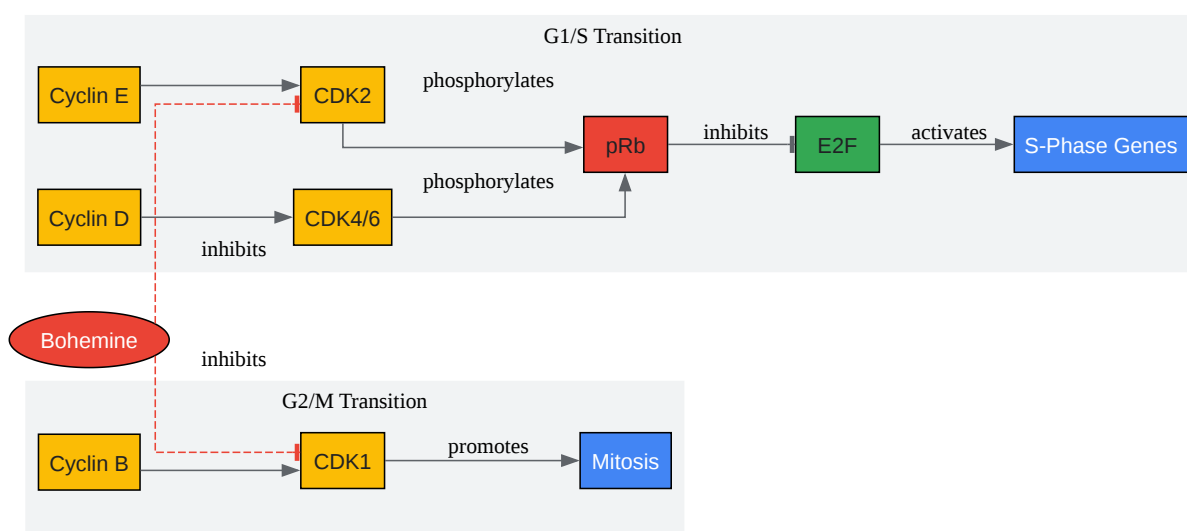 G1/S Transition
Cyclin E
CDK2
phosphorylates
pRb
inhibits
E2F
activates
S-Phase Genes
phosphorylates
Cyclin D
CDK4/6
inhibits
Bohemine
inhibits
G2/M Transition
Cyclin B
CDK1
promotes
Mitosis